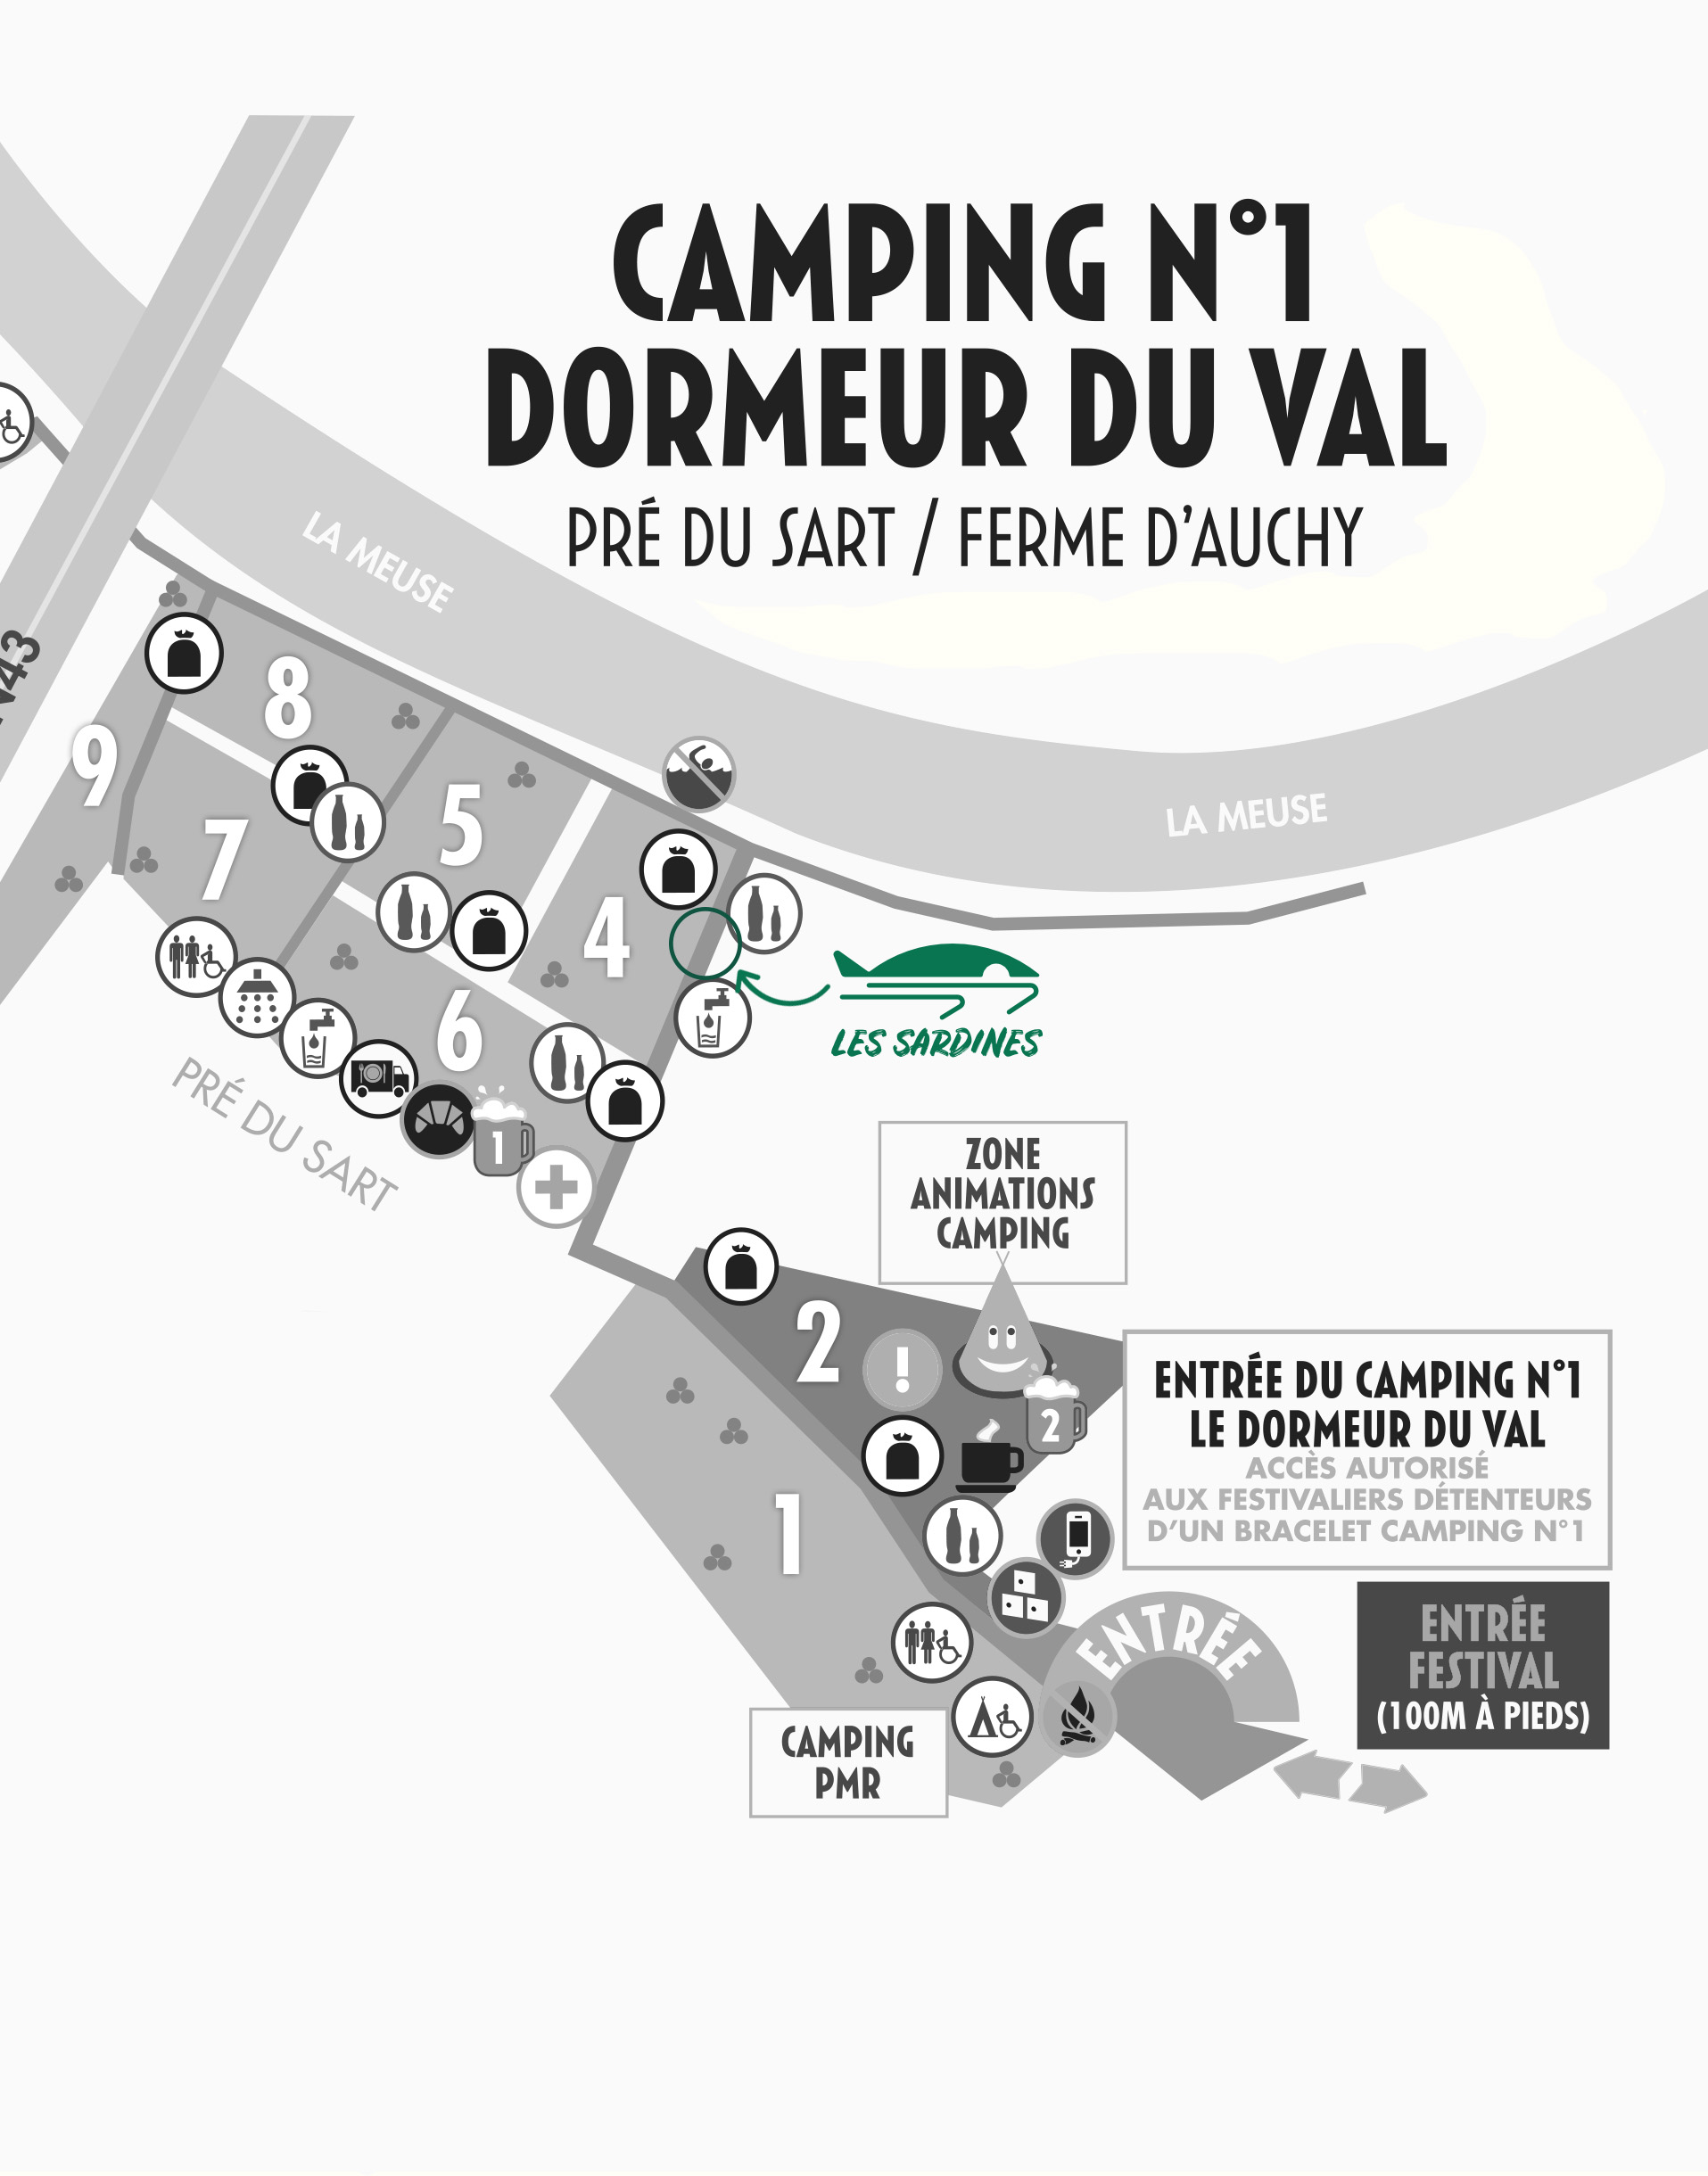 CAMPING N°1
DORMEUR DU VAL
PRÉ DU SART / FERME D'AUCHY
LA MEUSE
N43
8
9
5
7
LA MEUSE
4
6
LES SARDINES
PRÉ DU SART
1
ZONE
ANIMATIONS
CAMPING
2
!
2
ENTRÉE DU CAMPING N°1
LE DORMEUR DU VAL
ACCÈS AUTORISÉ
AUX FESTIVALIERS DÉTENTEURS
D'UN BRACELET CAMPING N°1
1
ENTRÉE
ENTRÉE
FESTIVAL
(100M À PIEDS)
CAMPING
PMR